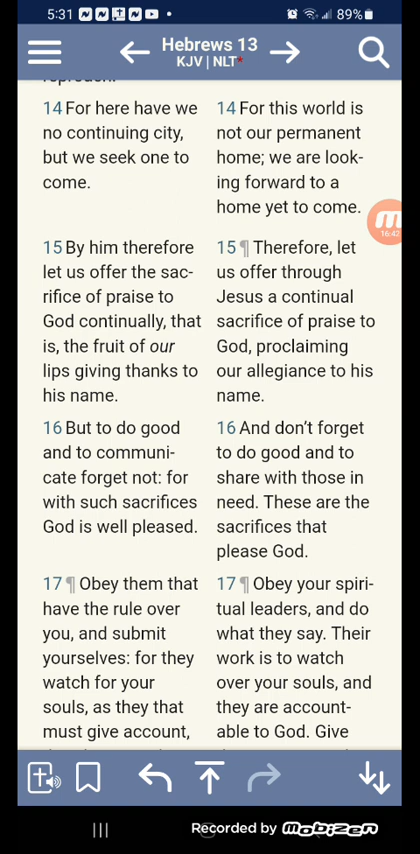 5:31 89%
Hebrews 13
KJV | NLT*
14 For here have we
no continuing city,
but we seek one to
come.
15 By him therefore
let us offer the sac-
rifice of praise to
God continually, that
is, the fruit of our
lips giving thanks to
his name.
16 But to do good
and to communi-
cate forget not: for
with such sacrifices
God is well pleased.
17 ¶ Obey them that
have the rule over
you, and submit
yourselves: for they
watch for your
souls, as they that
must give account,
14 For this world is
not our permanent
home; we are look-
ing forward to a
home yet to come.
15 ¶ Therefore, let
us offer through
Jesus a continual
sacrifice of praise to
God, proclaiming
our allegiance to his
name.
16 And don't forget
to do good and to
share with those in
need. These are the
sacrifices that
please God.
17 ¶ Obey your spiri-
tual leaders, and do
what they say. Their
work is to watch
over your souls, and
they are account-
able to God. Give
16:42
Recorded by mobizen